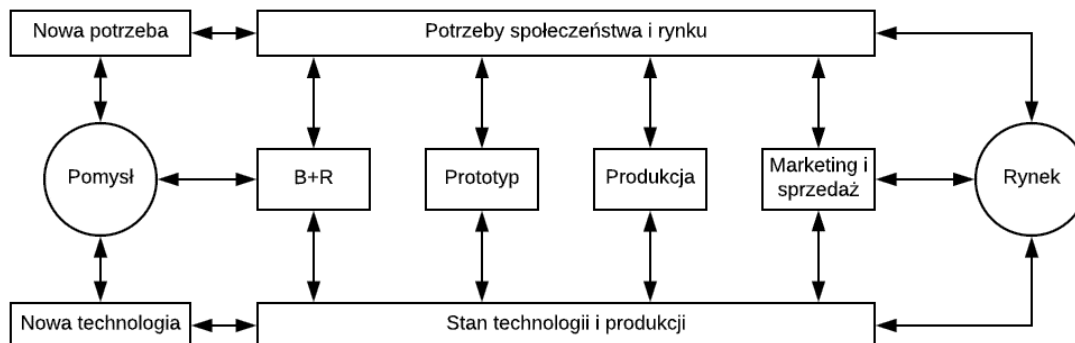 Nowa potrzeba
Potrzeby społeczeństwa i rynku
Pomysł
B+R
Prototyp
Produkcja
Marketing i
sprzedaż
Rynek
Nowa technologia
Stan technologii i produkcji